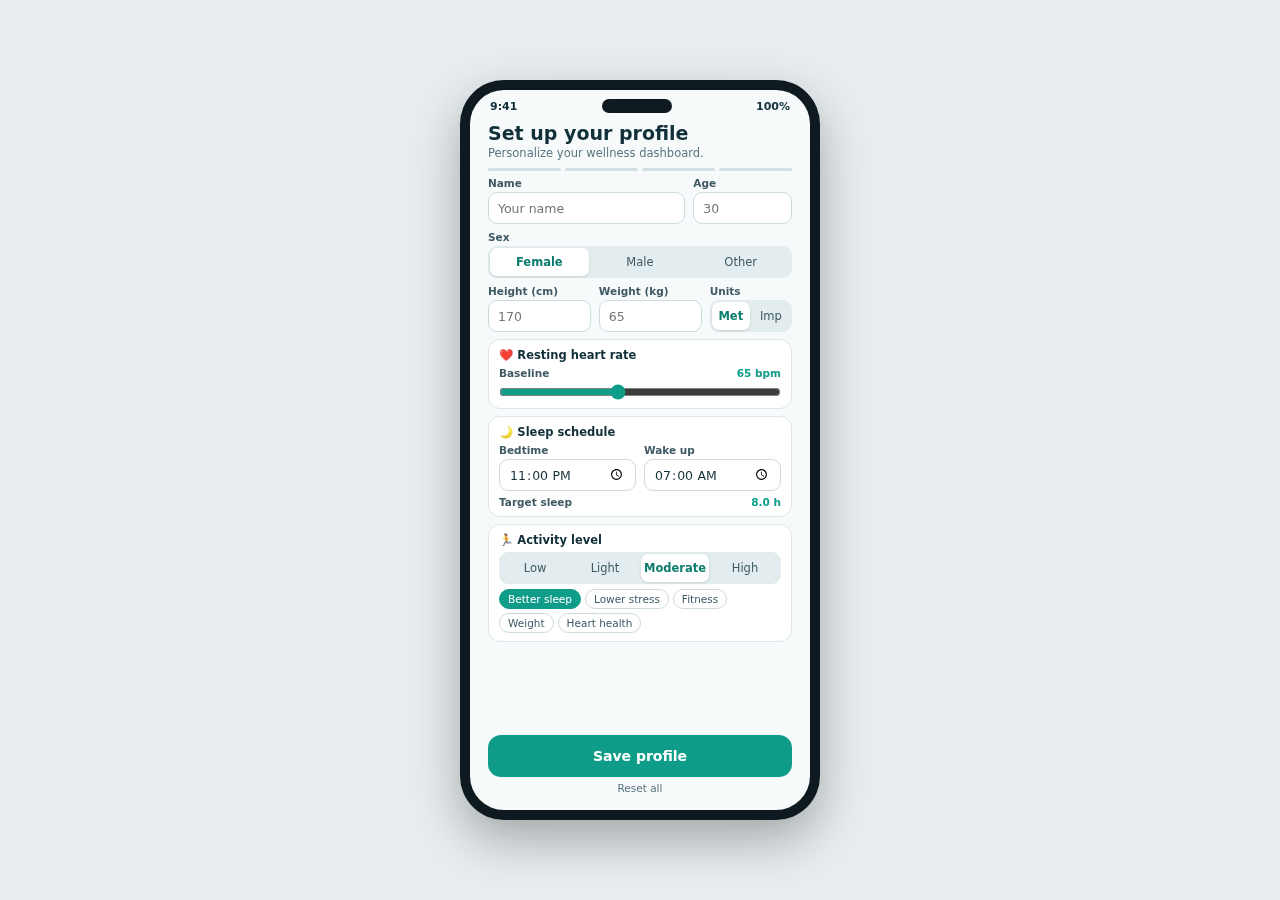 9:41 100%
Set up your profile
Personalize your wellness dashboard.
Name Age
Your name 30
Sex
Female Male Other
Height (cm) Weight (kg) Units
170 65 Met Imp
❤️ Resting heart rate
Baseline 65 bpm
🌙 Sleep schedule
Bedtime Wake up
11:00 PM 07:00 AM
Target sleep 8.0 h
🏃 Activity level
Low Light Moderate High
Better sleep Lower stress Fitness
Weight Heart health
Save profile
Reset all